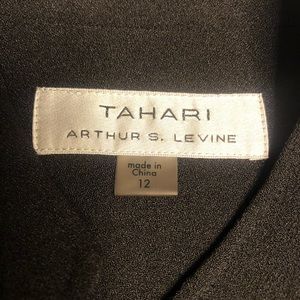 TAHARI
ARTHUR S. LEVINE
made in
China
12